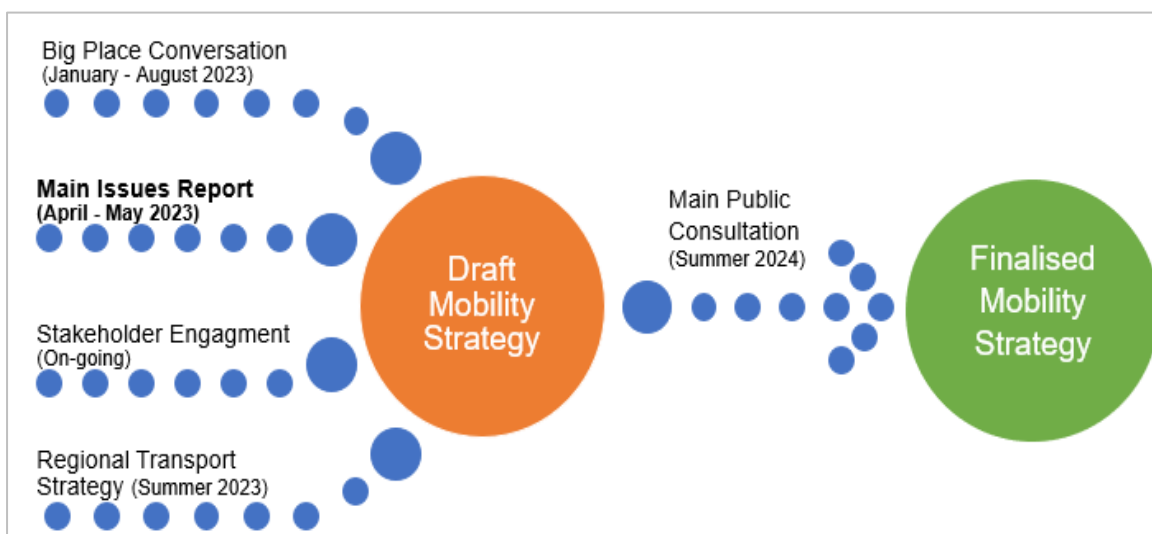 Big Place Conversation
(January - August 2023)
Main Issues Report
(April - May 2023)
Stakeholder Engagment
(On-going)
Regional Transport
Strategy (Summer 2023)
Draft
Mobility
Strategy
Main Public
Consultation
(Summer 2024)
Finalised
Mobility
Strategy